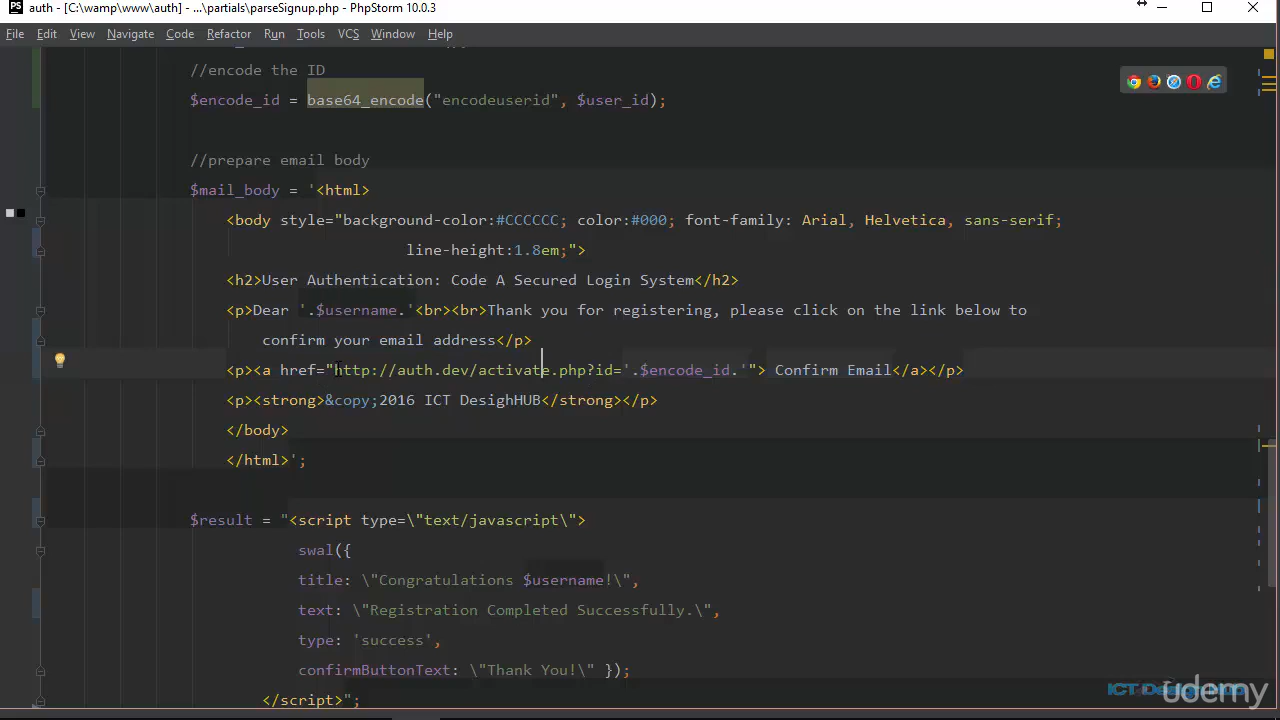 auth - [C:\wamp\www\auth] - ...\partials\parseSignup.php - PhpStorm 10.0.3
File Edit View Navigate Code Refactor Run Tools VCS Window Help
//encode the ID
$encode_id = base64_encode("encodeuserid", $user_id);
//prepare email body
$mail_body = '<html>
<body style="background-color:#CCCCCC; color:#000; font-family: Arial, Helvetica, sans-serif;
line-height:1.8em;">
<h2>User Authentication: Code A Secured Login System</h2>
<p>Dear '.$username.'<br><br>Thank you for registering, please click on the link below to
confirm your email address</p>
<p><a href="http://auth.dev/activate.php?id='.$encode_id.'"> Confirm Email</a></p>
<p><strong>&copy;2016 ICT DesighHUB</strong></p>
</body>
</html>';
$result = "<script type=\"text/javascript\">
swal({
title: \"Congratulations $username!\",
text: \"Registration Completed Successfully.\",
type: 'success',
confirmButtonText: \"Thank You!\" });
</script>";
ICT Design Hub
udemy